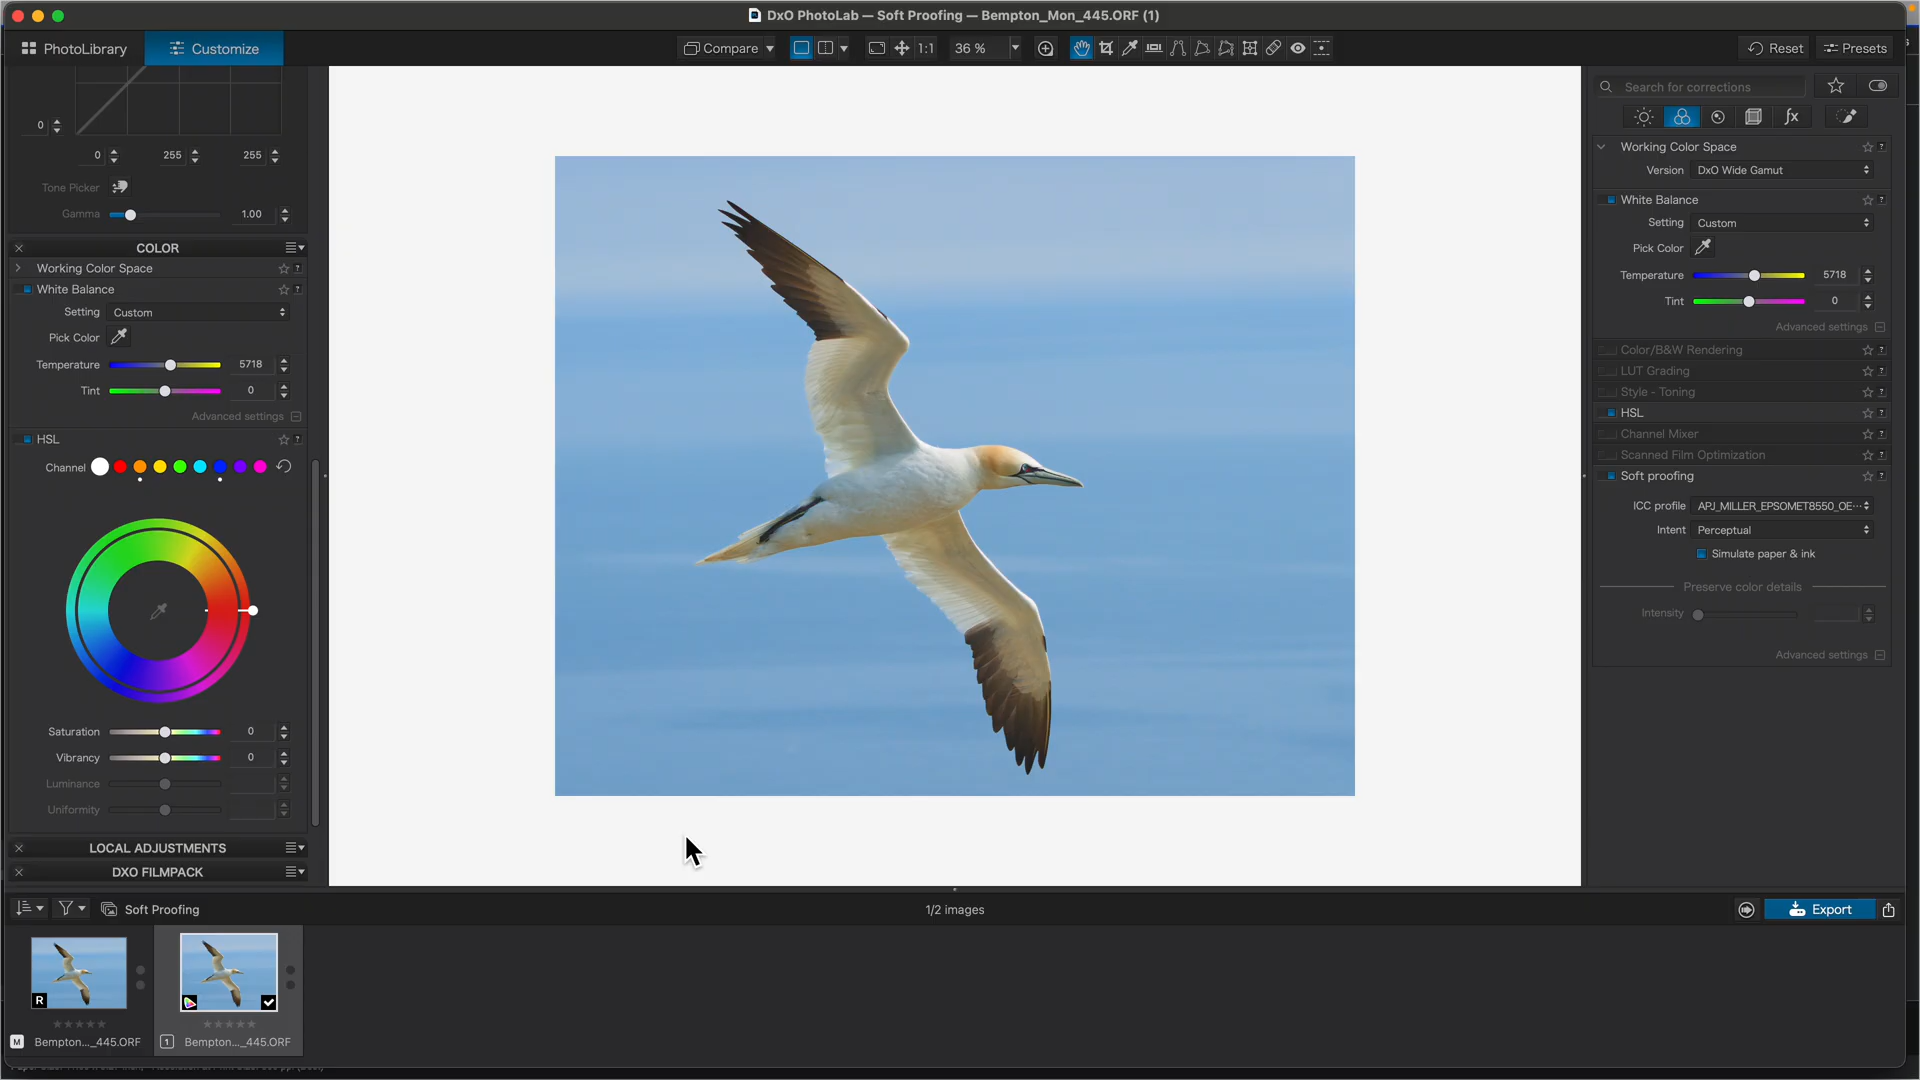 DxO PhotoLab — Soft Proofing — Bempton_Mon_445.ORF (1)
PhotoLibrary
Customize
Compare
1:1
36 %
Reset
Presets
0
0
255
255
Tone Picker
Gamma
1.00
COLOR
Working Color Space
?
White Balance
?
Setting
Custom
Pick Color
Temperature
5718
Tint
0
Advanced settings
HSL
?
Channel
Saturation
0
Vibrancy
0
Luminance
Uniformity
LOCAL ADJUSTMENTS
DXO FILMPACK
Search for corrections
fx
Working Color Space
?
Version
DxO Wide Gamut
White Balance
?
Setting
Custom
Pick Color
Temperature
5718
Tint
0
Advanced settings
Color/B&W Rendering
?
LUT Grading
?
Style - Toning
?
HSL
?
Channel Mixer
?
Scanned Film Optimization
?
Soft proofing
?
ICC profile
APJ_MILLER_EPSOMET8550_OE···
Intent
Perceptual
Simulate paper & ink
Preserve color details
Intensity
Advanced settings
Soft Proofing
1/2 images
Export
R
M
Bempton..._445.ORF
1
Bempton..._445.ORF